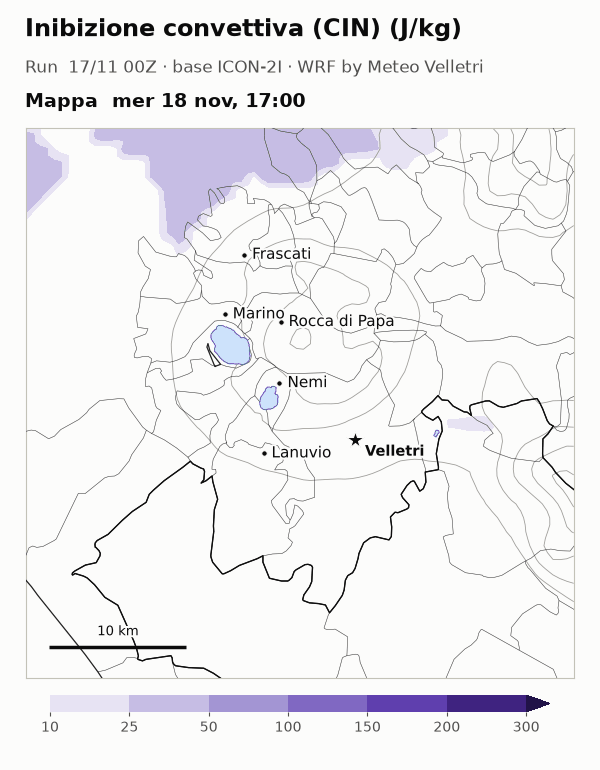 Inibizione convettiva (CIN) (J/kg)
Run  17/11 00Z · base ICON-2I · WRF by Meteo Velletri
Mappa  mer 18 nov, 17:00
Frascati
Marino
Rocca di Papa
Nemi
Velletri
Lanuvio
10 km
10 25 50 100 150 200 300